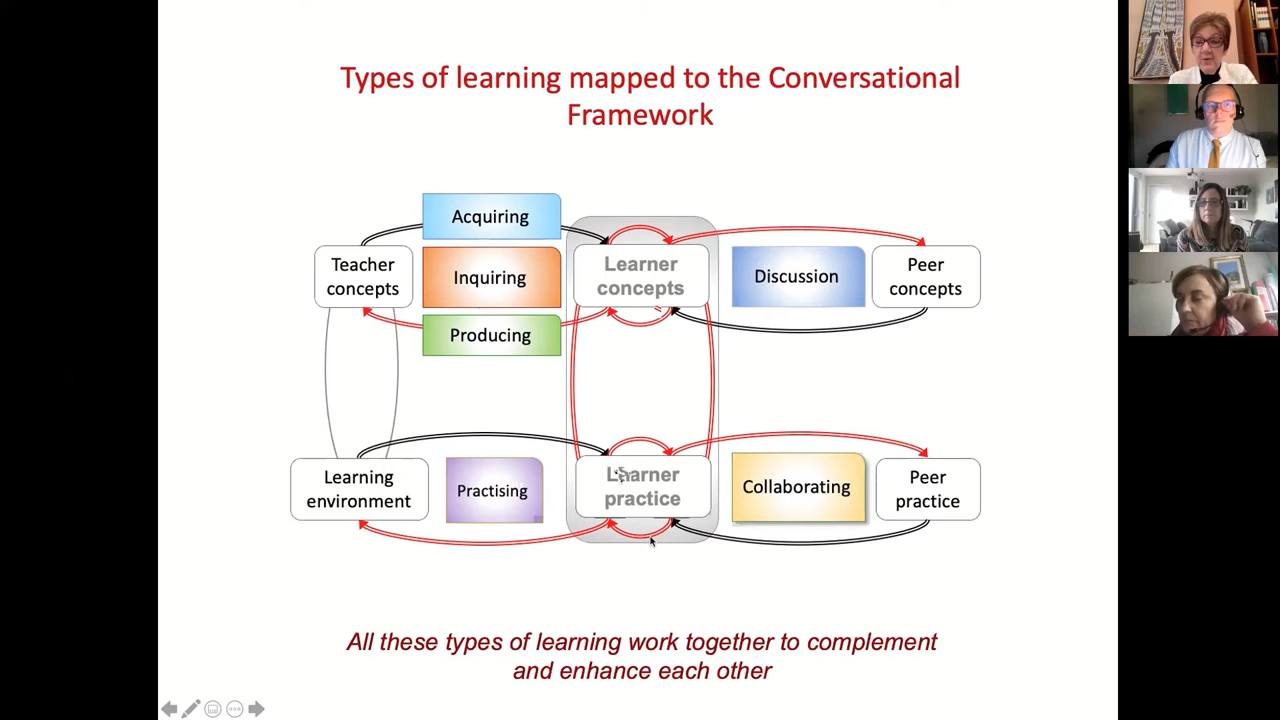 Types of learning mapped to the Conversational
Framework
Acquiring
Teacher
concepts
Inquiring
Learner
concepts
Discussion
Peer
concepts
Producing
Learning
environment
Practising
Learner
practice
Collaborating
Peer
practice
All these types of learning work together to complement
and enhance each other